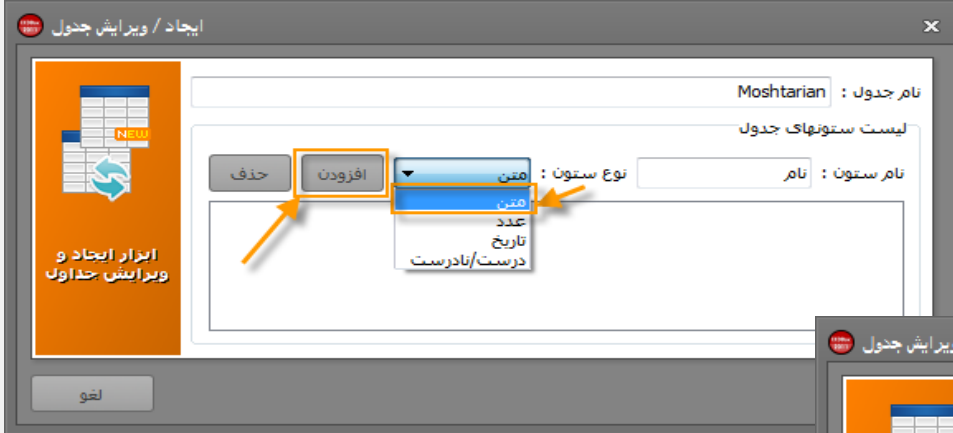 ایجاد / ویرایش جدول
نام جدول : Moshtarian
لیست ستونهای جدول
نام ستون : نام نوع ستون : متن افزودن حذف
متن
عدد
تاریخ
درست/نادرست
NEW
ابزار ایجاد و
ویرایش جداول
ویرایش جدول
لغو